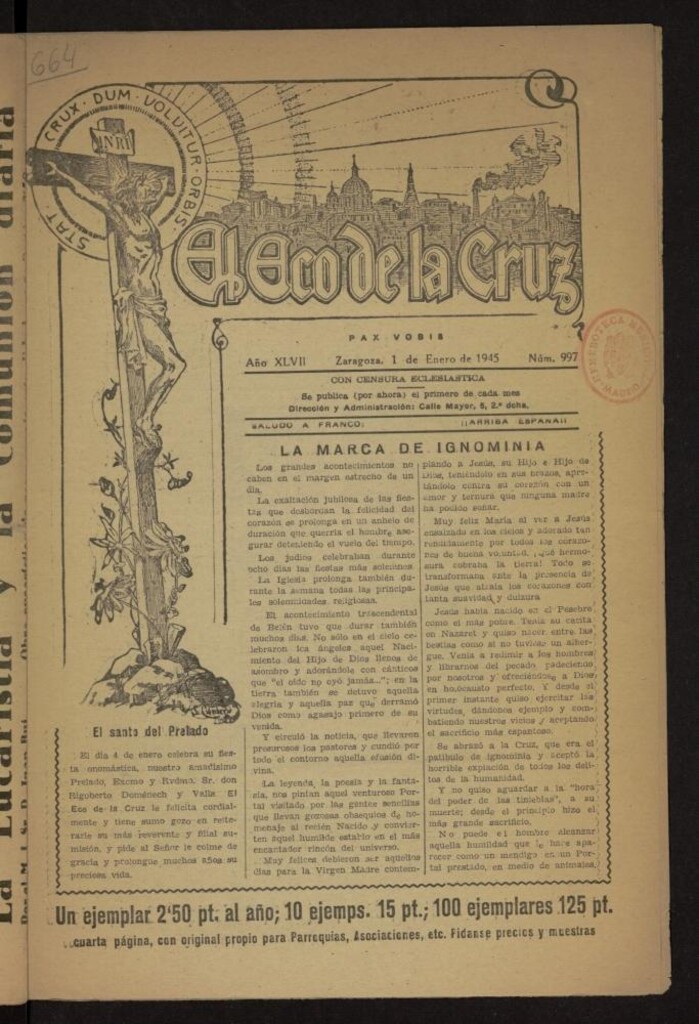 664
STAT · CRUX · DUM · VOLVITUR · ORBIS
INRI
El Eco de la Cruz
PAX VOBIS
Año XLVII Zaragoza, 1 de Enero de 1945 Núm. 997
CON CENSURA ECLESIASTICA
Se publica (por ahora) el primero de cada mes
Dirección y Administración: Calle Mayor, 6, 2.ª dcha.
SALUDO A FRANCO: ¡¡ARRIBA ESPAÑA!!
LA MARCA DE IGNOMINIA
Los grandes acontecimientos no
caben en el margen estrecho de un
día.
La exaltación jubilosa de las fies-
tas que desbordan la felicidad del
corazón se prolonga en un anhelo de
duración que querría el hombre ase-
gurar deteniendo el vuelo del tiempo.
Los judíos celebraban durante
ocho días las fiestas más solemnes.
La Iglesia prolonga también du-
rante la semana todas las principa-
les solemnidades religiosas.
El acontecimiento trascendental
de Belén tuvo que durar también
muchos días. No sólo en el cielo ce-
lebraron los ángeles aquel Naci-
miento del Hijo de Dios llenos de
asombro y adorándole con cánticos
que "el oído no oyó jamás..."; en la
tierra también se detuvo aquella
alegría y aquella paz que derramó
Dios como agasajo primero de su
venida.
Y circuló la noticia, que llevaron
presurosos los pastores y cundió por
todo el contorno aquella efusión di-
vina.
La leyenda, la poesía y la fanta-
sía, nos pintan aquel venturoso Por-
tal visitado por las gentes sencillas
que llevan gozosas obsequios de ho-
menaje al recién Nacido y convier-
ten aquel humilde establo en el más
encantador rincón del universo.
Muy felices debieron ser aquellos
días para la Virgen Madre contem-
plando a Jesús, su Hijo e Hijo de
Dios, teniéndolo en sus brazos, apre-
tándolo contra su corazón con un
amor y ternura que ninguna madre
ha podido soñar.
Muy feliz María al ver a Jesús
ensalzado en los cielos y adorado tan
rendidamente por todos los corazo-
nes de buena voluntad. ¡Qué hermo-
sura cobraba la tierra! Todo se
transformaba ante la presencia de
Jesús que atraía los corazones con
tanta suavidad y dulzura
Jesús había nacido en el Pesebre
como el más pobre. Tenía su casita
en Nazaret y quiso nacer entre las
bestias como si no tuviese un alber-
gue. Venía a redimir a los hombres
y librarnos del pecado padeciendo
por nosotros y ofreciéndose a Dios
en holocausto perfecto. Y desde el
primer instante quiso ejercitar las
virtudes, dándonos ejemplo y com-
batiendo nuestros vicios y aceptando
el sacrificio más espantoso.
Se abrazó a la Cruz, que era el
patíbulo de ignominia y aceptó la
horrible expiación de todos los deli-
tos de la humanidad.
Y no quiso aguardar a la "hora
del poder de las tinieblas", a su
muerte; desde el principio hizo el
más grande sacrificio.
No puede el hombre alcanzar
aquella humildad que le hace apa-
recer como un mendigo en un Por-
tal prestado, en medio de animales,
El santo del Prelado
El día 4 de enero celebra su fies-
ta onomástica, nuestro amadísimo
Prelado, Excmo y Rvdmo. Sr. don
Rigoberto Doménech y Valls. El
Eco de la Cruz le felicita cordial-
mente y tiene sumo gozo en reite-
rarle su más reverente y filial su-
misión, y pide al Señor le colme de
gracia y prolongue muchos años su
preciosa vida.
Un ejemplar 2'50 pt. al año; 10 ejemps. 15 pt.; 100 ejemplares 125 pt.
cuarta página, con original propio para Parroquias, Asociaciones, etc. Pídanse precios y muestras
La Eucaristía y la Comunión diaria
HEMEROTECA
MADRID